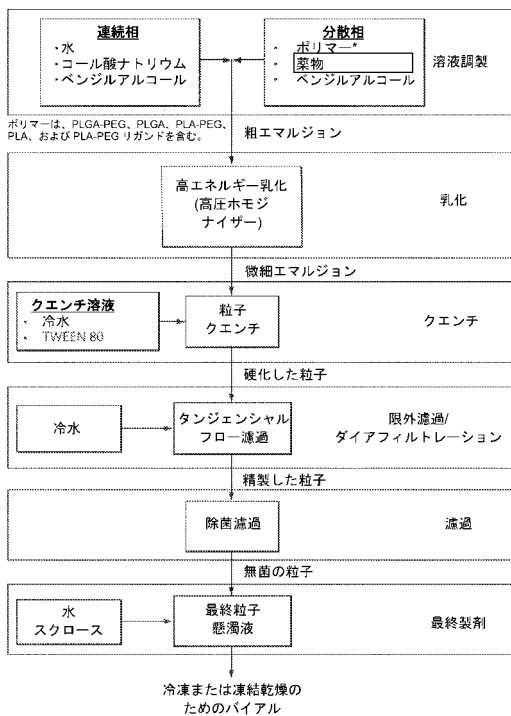 連続相
・水
・コール酸ナトリウム
・ベンジルアルコール
分散相
・ポリマー*
・薬物
・ベンジルアルコール
溶液調製
ポリマーは、PLGA-PEG、PLGA、PLA-PEG、
PLA、および PLA-PEG リガンドを含む。
粗エマルジョン
高エネルギー乳化
(高圧ホモジ
ナイザー)
乳化
微細エマルジョン
クエンチ溶液
・冷水
・TWEEN 80
粒子
クエンチ
クエンチ
硬化した粒子
冷水
タンジェンシャル
フロー濾過
限外濾過/
ダイアフィルトレーション
精製した粒子
除菌濾過
濾過
無菌の粒子
水
スクロース
最終粒子
懸濁液
最終製剤
冷凍または凍結乾燥の
ためのバイアル